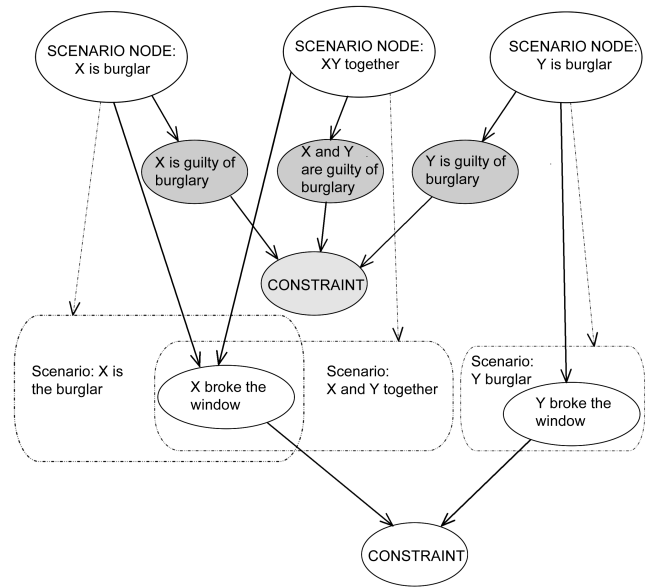 SCENARIO NODE:
X is burglar
SCENARIO NODE:
XY together
SCENARIO NODE:
Y is burglar
X is guilty of
burglary
X and Y
are guilty of
burglary
Y is guilty of
burglary
CONSTRAINT
Scenario: X is
the burglar
X broke the
window
Scenario:
X and Y together
Scenario:
Y burglar
Y broke the
window
CONSTRAINT